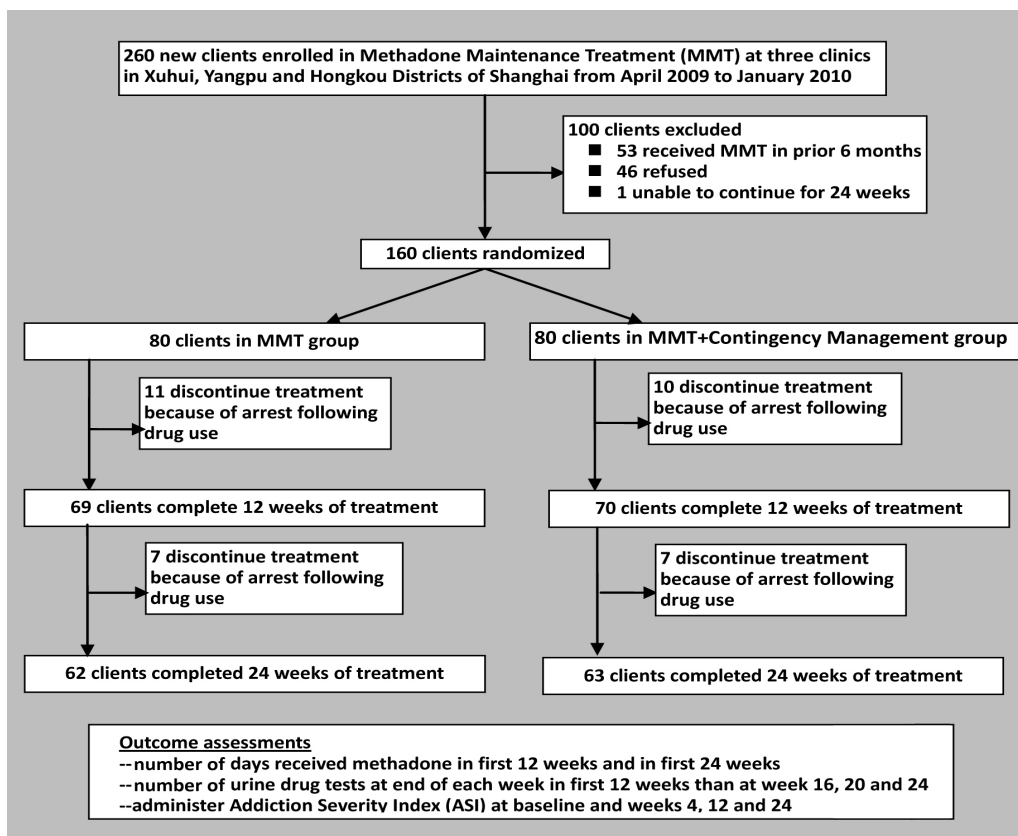 260 new clients enrolled in Methadone Maintenance Treatment (MMT) at three clinics
in Xuhui, Yangpu and Hongkou Districts of Shanghai from April 2009 to January 2010
100 clients excluded
■ 53 received MMT in prior 6 months
■ 46 refused
■ 1 unable to continue for 24 weeks
160 clients randomized
80 clients in MMT group
80 clients in MMT+Contingency Management group
11 discontinue treatment
because of arrest following
drug use
10 discontinue treatment
because of arrest following
drug use
69 clients complete 12 weeks of treatment
70 clients complete 12 weeks of treatment
7 discontinue treatment
because of arrest following
drug use
7 discontinue treatment
because of arrest following
drug use
62 clients completed 24 weeks of treatment
63 clients completed 24 weeks of treatment
Outcome assessments
--number of days received methadone in first 12 weeks and in first 24 weeks
--number of urine drug tests at end of each week in first 12 weeks than at week 16, 20 and 24
--administer Addiction Severity Index (ASI) at baseline and weeks 4, 12 and 24